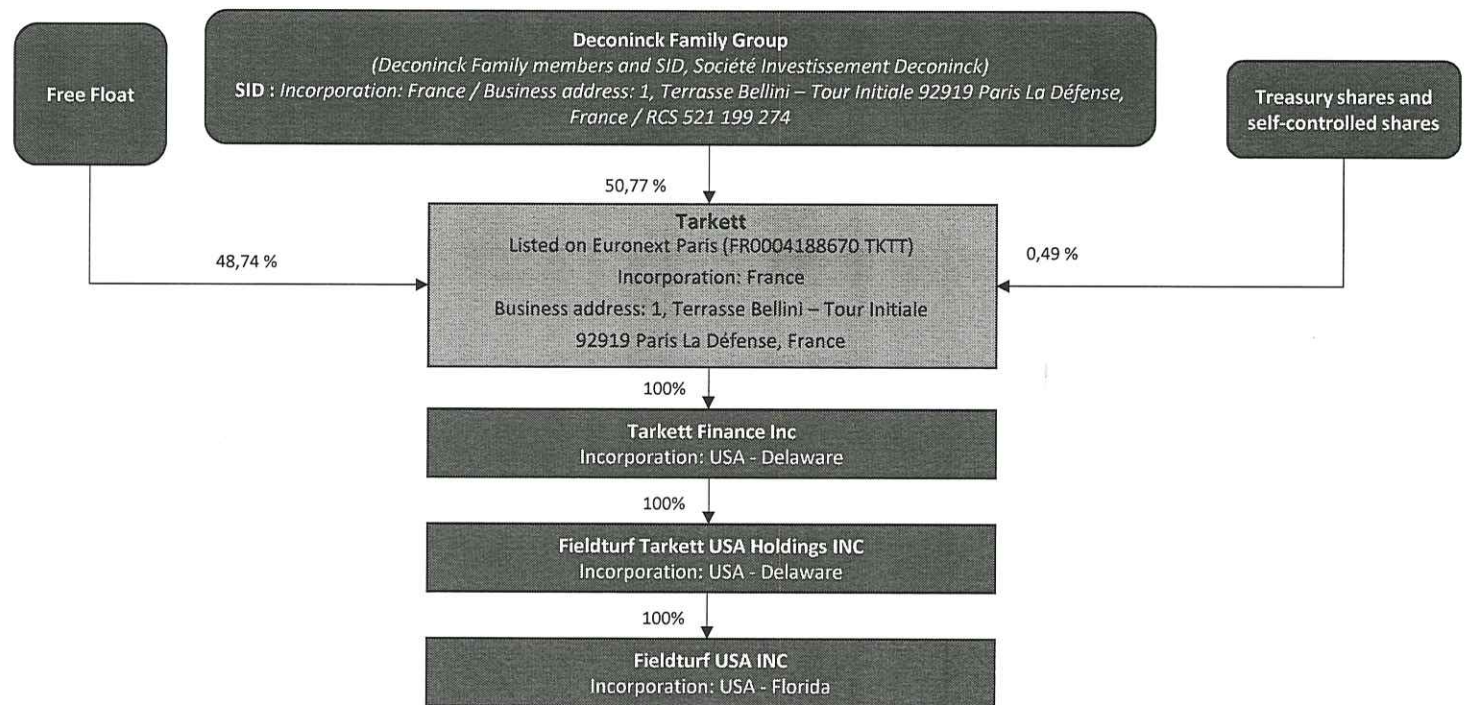 Deconinck Family Group
(Deconinck Family members and SID, Société Investissement Deconinck)
SID : Incorporation: France / Business address: 1, Terrasse Bellini – Tour Initiale 92919 Paris La Défense,
France / RCS 521 199 274
Free Float
Treasury shares and
self-controlled shares
50,77 %
48,74 %
0,49 %
Tarkett
Listed on Euronext Paris (FR0004188670 TKTT)
Incorporation: France
Business address: 1, Terrasse Bellini – Tour Initiale
92919 Paris La Défense, France
100%
Tarkett Finance Inc
Incorporation: USA - Delaware
100%
Fieldturf Tarkett USA Holdings INC
Incorporation: USA - Delaware
100%
Fieldturf USA INC
Incorporation: USA - Florida